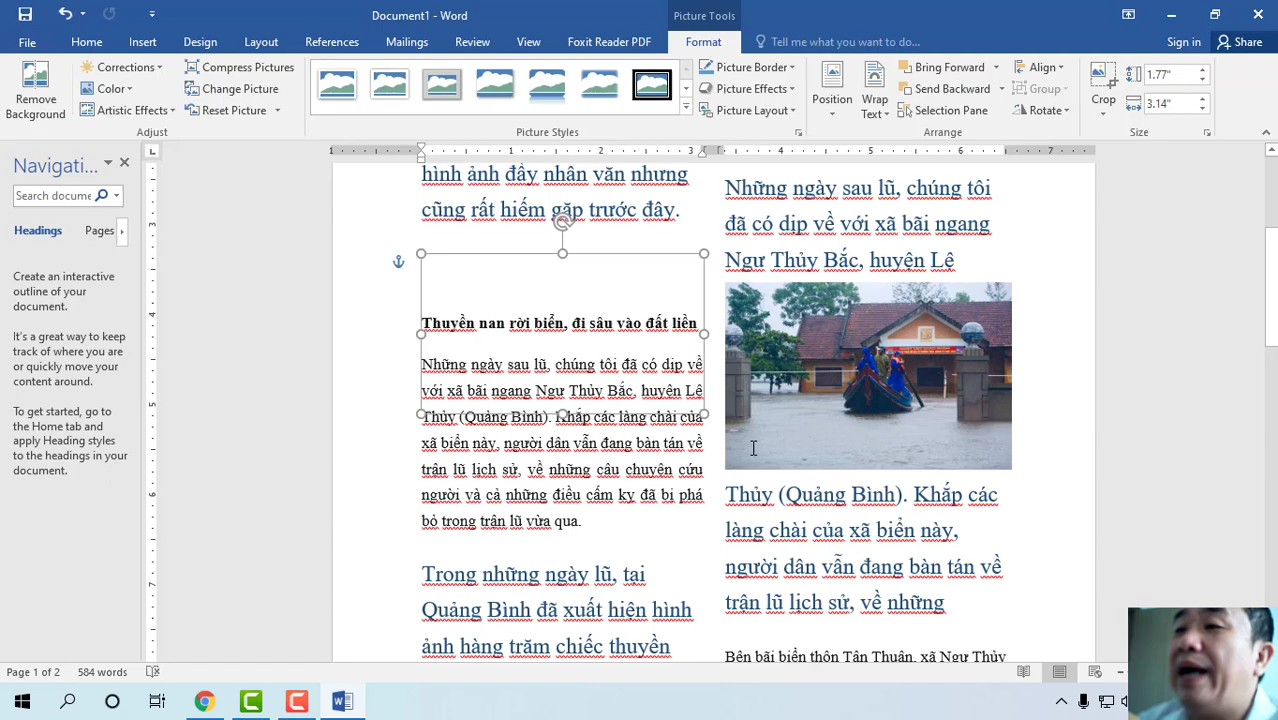 Document1 - Word
Picture Tools
File Home Insert Design Layout References Mailings Review View Foxit Reader PDF Format Tell me what you want to do... Sign in Share
Remove Background
Corrections
Color
Artistic Effects
Compress Pictures
Change Picture
Reset Picture
Adjust
Picture Styles
Picture Border
Picture Effects
Picture Layout
Position
Wrap Text
Bring Forward
Send Backward
Selection Pane
Align
Group
Rotate
Arrange
Crop
1.77"
3.14"
Size
Navigati...
Search docume
Headings Pages
Create an interactive
outline of your
document.
It's a great way to keep
track of where you are
or quickly move your
content around.
To get started, go to
the Home tab and
apply Heading styles
to the headings in your
document.
1 1 2 3 4 5 6 7
3
4
5
6
7
hình ảnh đầy nhân văn nhưng
cũng rất hiếm gặp trước đây.
Thuyền nan rời biển, đi sâu vào đất liền
Những ngày sau lũ, chúng tôi đã có dịp về
với xã bãi ngang Ngư Thủy Bắc, huyện Lệ
Thủy (Quảng Bình). Khắp các làng chài của
xã biển này, người dân vẫn đang bàn tán về
trận lũ lịch sử, về những câu chuyện cứu
người và cả những điều cấm kỵ đã bị phá
bỏ trong trận lũ vừa qua.
Trong những ngày lũ, tại
Quảng Bình đã xuất hiện hình
ảnh hàng trăm chiếc thuyền
Những ngày sau lũ, chúng tôi
đã có dịp về với xã bãi ngang
Ngư Thủy Bắc, huyện Lệ
Thủy (Quảng Bình). Khắp các
làng chài của xã biển này,
người dân vẫn đang bàn tán về
trận lũ lịch sử, về những
Bên bãi biển thôn Tân Thuận, xã Ngư Thủy
Page 1 of 2 584 words